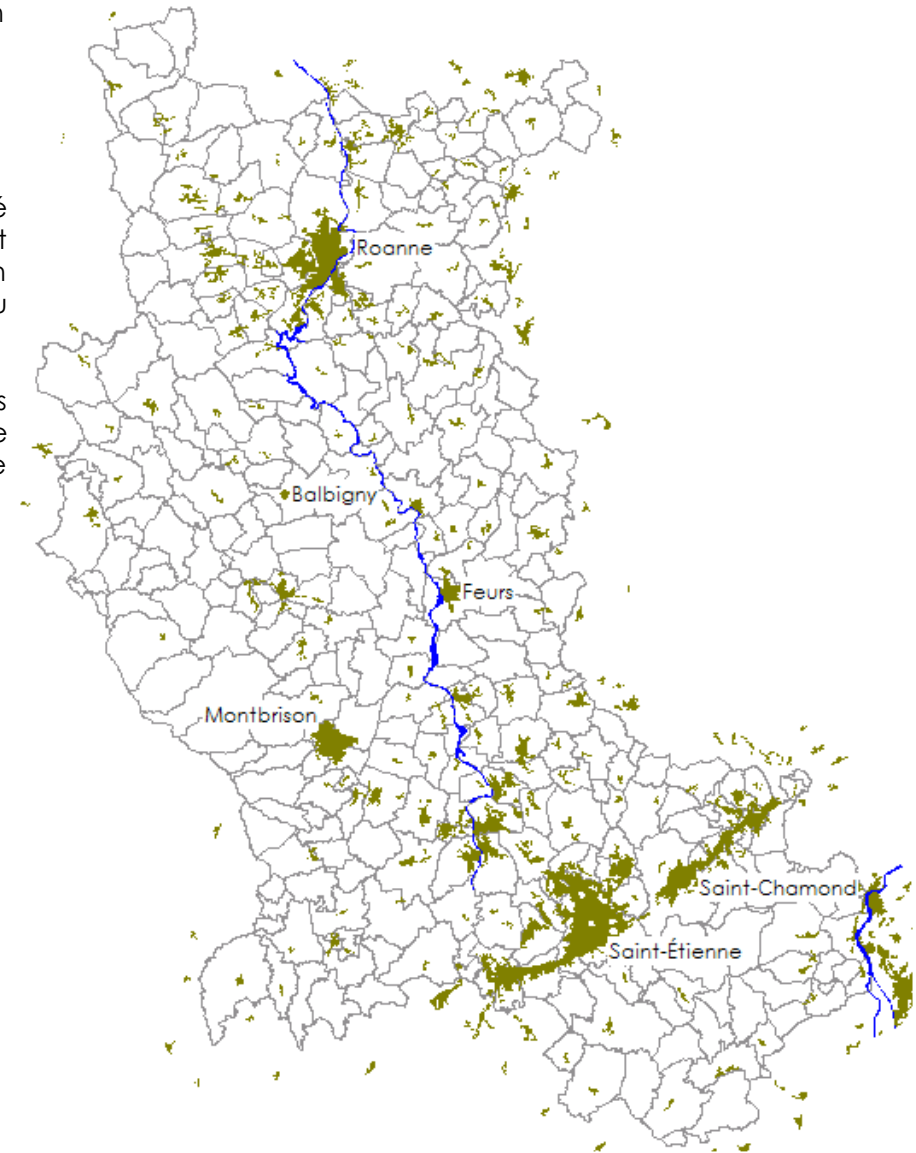 n
é
t
n
u
s
e
e
Roanne
Balbigny
Feurs
Montbrison
Saint-Chamond
Saint-Étienne